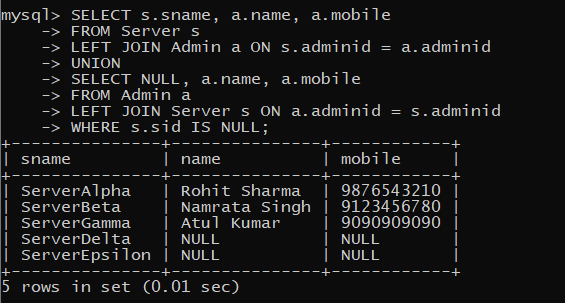 mysql> SELECT s.sname, a.name, a.mobile
    -> FROM Server s
    -> LEFT JOIN Admin a ON s.adminid = a.adminid
    -> UNION
    -> SELECT NULL, a.name, a.mobile
    -> FROM Admin a
    -> LEFT JOIN Server s ON a.adminid = s.adminid
    -> WHERE s.sid IS NULL;
+---------------+---------------+------------+
| sname         | name          | mobile     |
+---------------+---------------+------------+
| ServerAlpha   | Rohit Sharma  | 9876543210 |
| ServerBeta    | Namrata Singh | 9123456780 |
| ServerGamma   | Atul Kumar    | 9090909090 |
| ServerDelta   | NULL          | NULL       |
| ServerEpsilon | NULL          | NULL       |
+---------------+---------------+------------+
5 rows in set (0.01 sec)